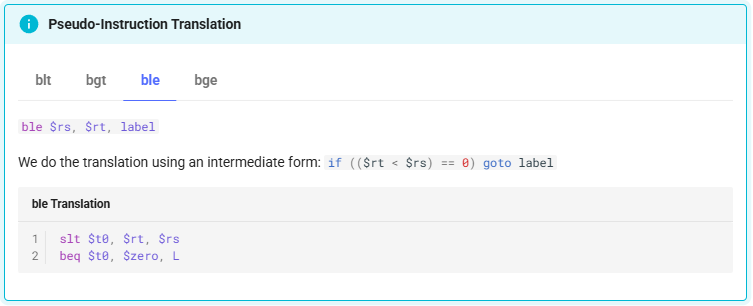 Pseudo-Instruction Translation
blt bgt ble bge
ble $rs, $rt, label
We do the translation using an intermediate form: if (($rt < $rs) == 0) goto label
ble Translation
1 slt $t0, $rt, $rs
2 beq $t0, $zero, L